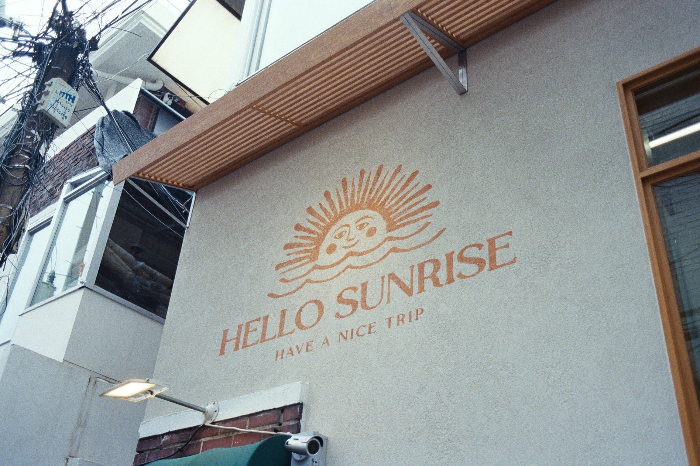 HELLO SUNRISE
HAVE A NICE TRIP